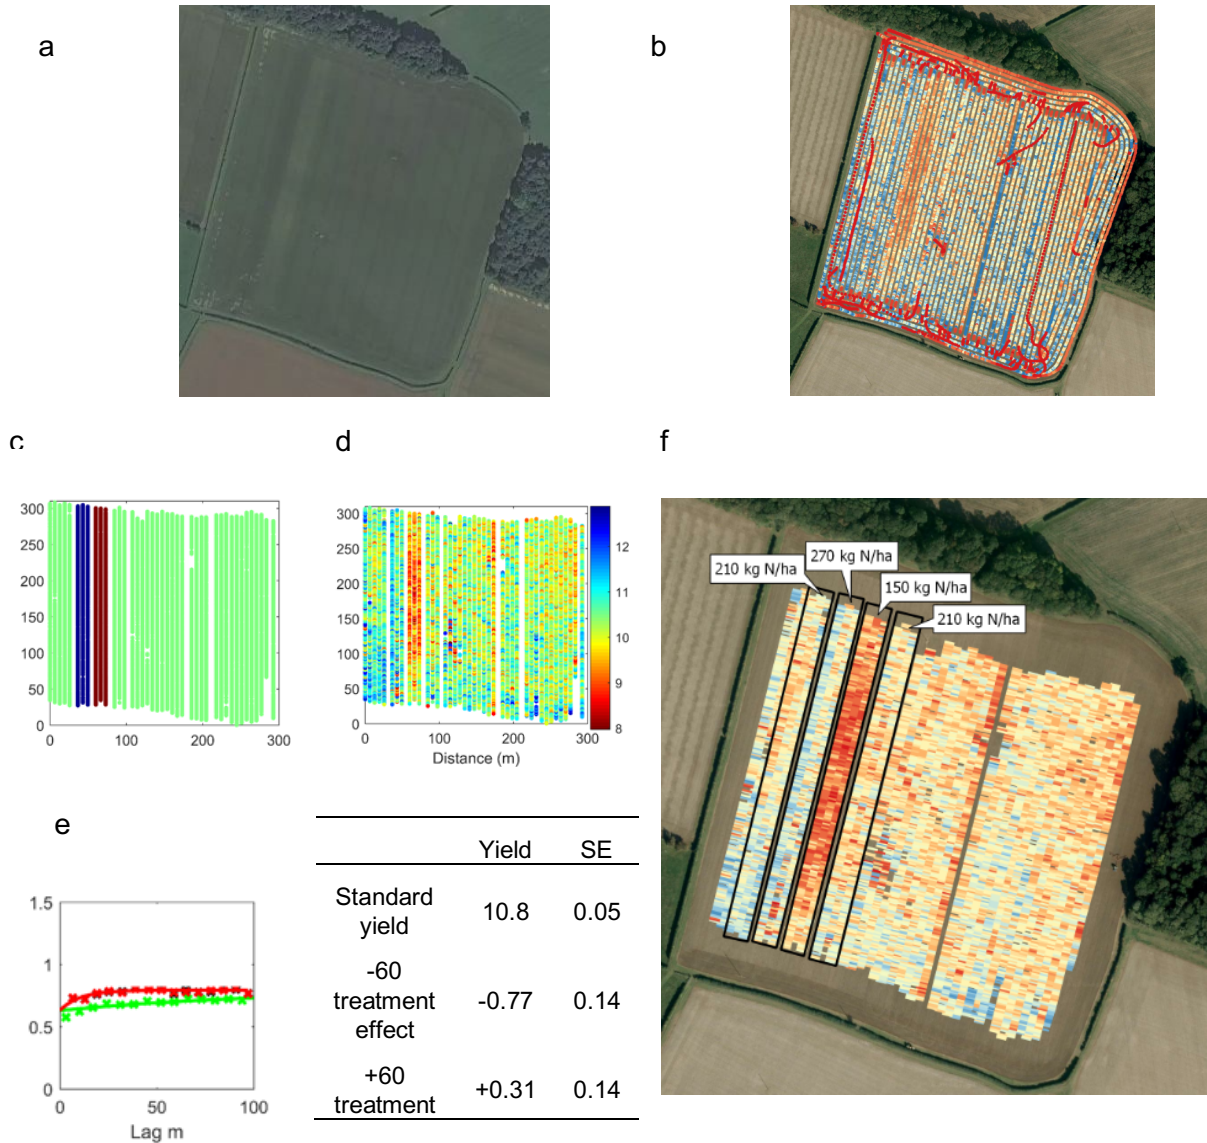 a
b
c
d
f
300
250
200
150
100
50
0
0
100
200
300
300
250
200
150
100
50
0
0
100
200
300
Distance (m)
12
11
10
9
8
210 kg N/ha
270 kg N/ha
150 kg N/ha
210 kg N/ha
e
1.5
1
0.5
0
0
50
100
Lag m
Yield SE
Standard
yield
10.8 0.05
-60
treatment
effect
-0.77 0.14
+60
treatment
+0.31 0.14